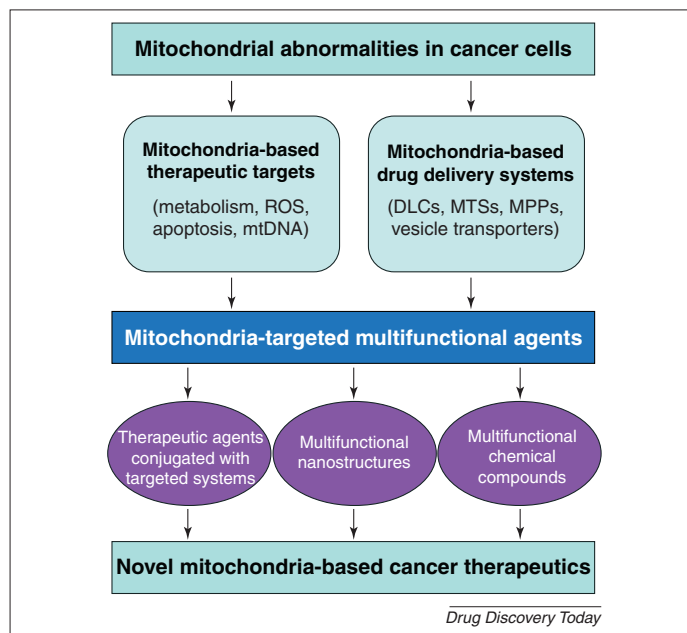 Mitochondrial abnormalities in cancer cells
Mitochondria-based
therapeutic targets
(metabolism, ROS,
apoptosis, mtDNA)
Mitochondria-based
drug delivery systems
(DLCs, MTSs, MPPs,
vesicle transporters)
Mitochondria-targeted multifunctional agents
Therapeutic agents
conjugated with
targeted systems
Multifunctional
nanostructures
Multifunctional
chemical
compounds
Novel mitochondria-based cancer therapeutics
Drug Discovery Today